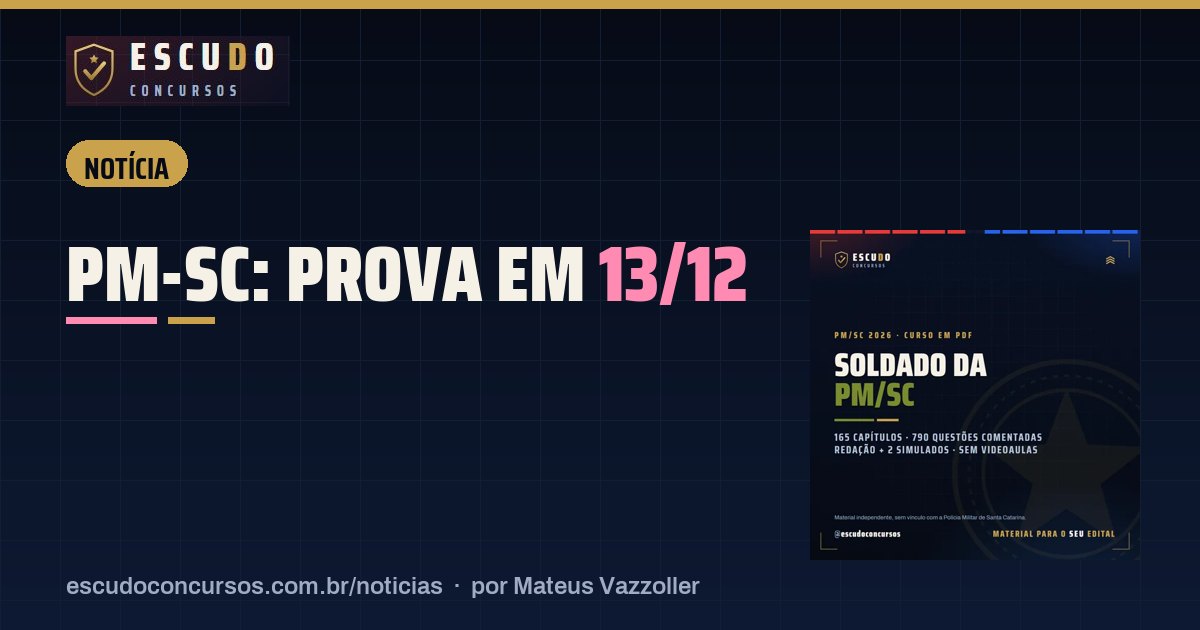 ESCUDO
CONCURSOS
NOTÍCIA
PM-SC: PROVA EM 13/12
ESCUDO
CONCURSOS
PM/SC 2026 · CURSO EM PDF
SOLDADO DA
PM/SC
165 CAPÍTULOS · 790 QUESTÕES COMENTADAS
REDAÇÃO + 2 SIMULADOS · SEM VIDEOAULAS
Material independente, sem vínculo com a Polícia Militar de Santa Catarina.
@escudoconcursos
MATERIAL PARA O SEU EDITAL
escudoconcursos.com.br/noticias · por Mateus Vazzoller